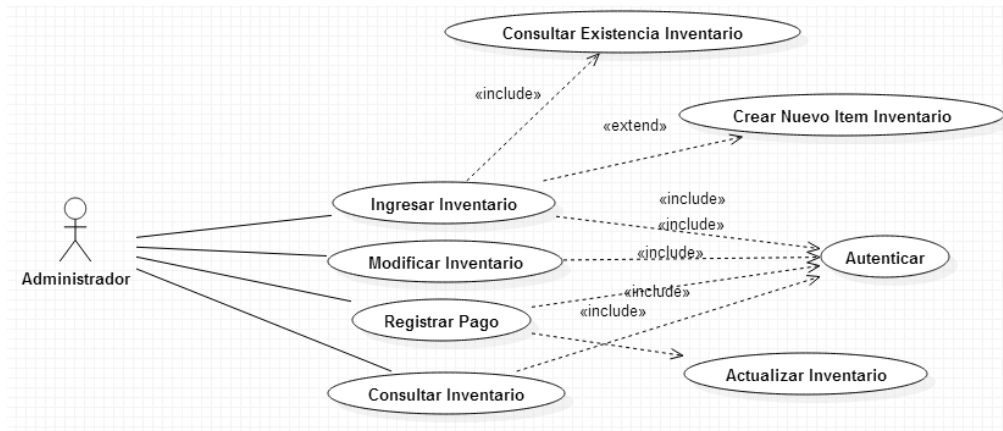 Consultar Existencia Inventario
«include»
Crear Nuevo Item Inventario
«extend»
Ingresar Inventario
«include»
«include»
Administrador
Modificar Inventario
«include»
Autenticar
«include»
Registrar Pago
«include»
Actualizar Inventario
Consultar Inventario